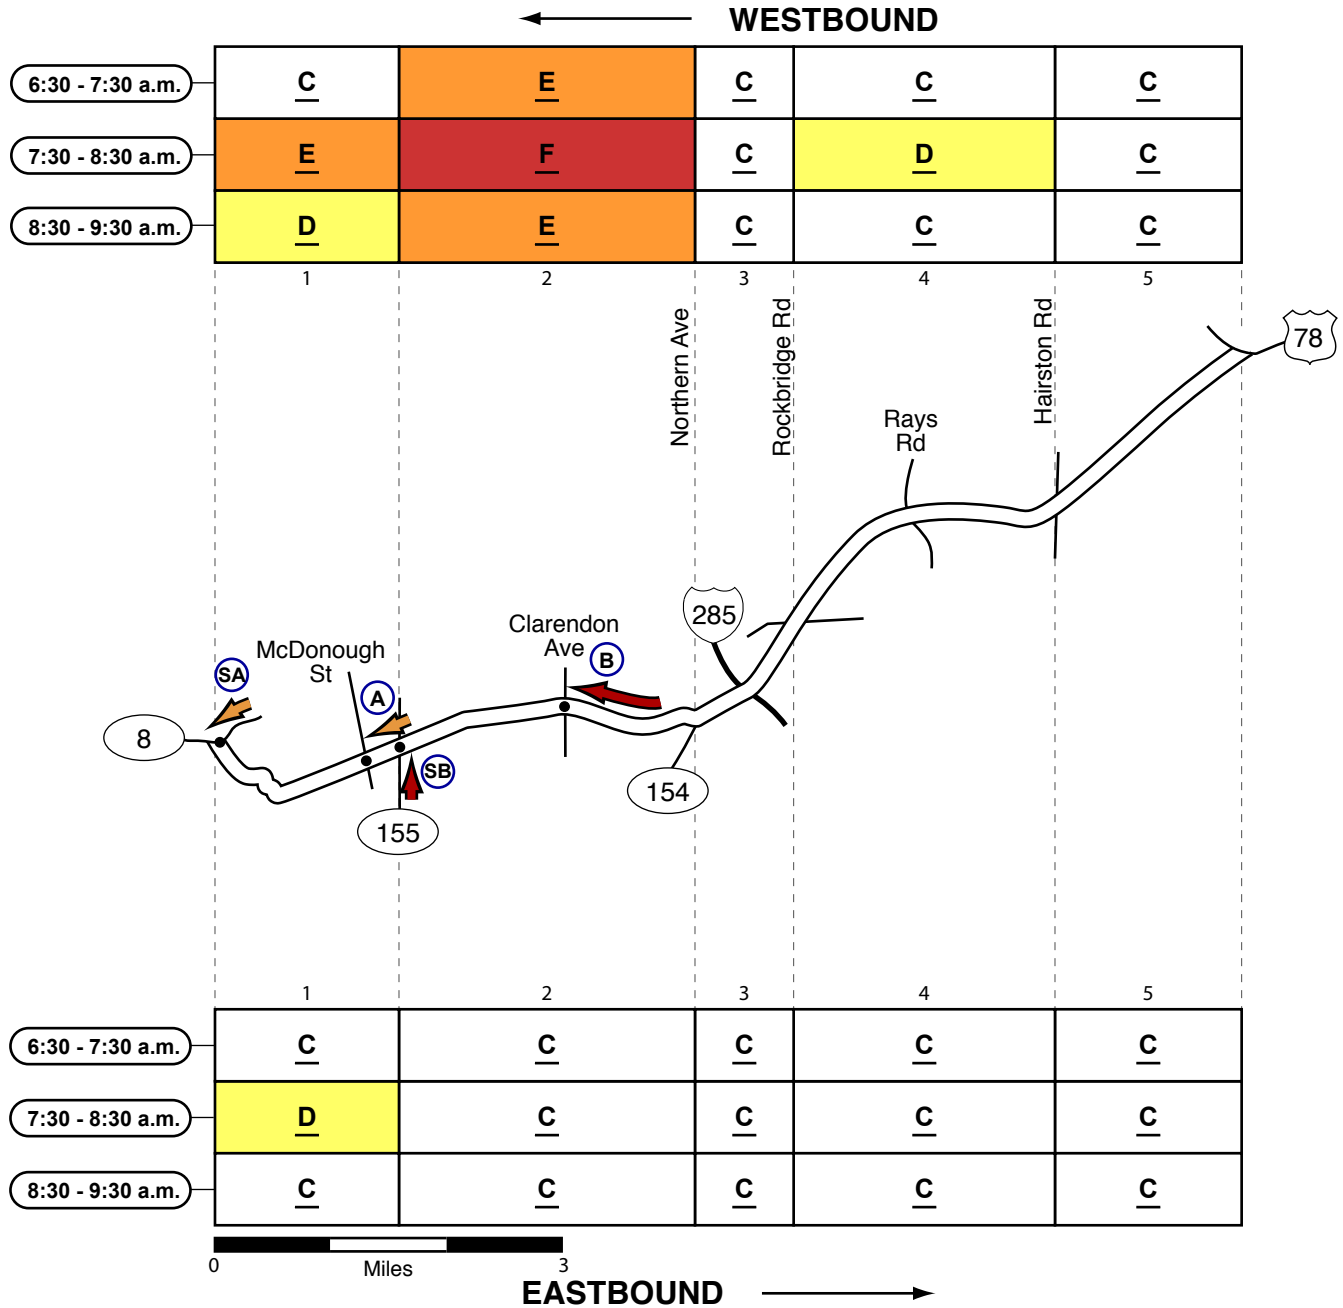 WESTBOUND
6:30 - 7:30 a.m. C E C C C
7:30 - 8:30 a.m. E F C D C
8:30 - 9:30 a.m. D E C C C
1 2 3 4 5
Northern Ave
Rockbridge Rd
Hairston Rd
78
Rays
Rd
285
Clarendon
Ave
B
McDonough
St
SA
A
8
SB
154
155
1 2 3 4 5
6:30 - 7:30 a.m. C C C C C
7:30 - 8:30 a.m. D C C C C
8:30 - 9:30 a.m. C C C C C
0 Miles 3
EASTBOUND